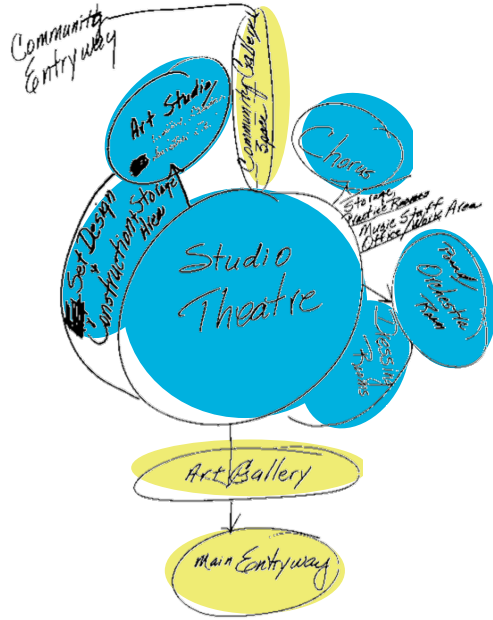 Community
Entryway
Art Studio
Community Gallery
Space
Chorus
Storage,
Practice Rooms
Music Staff
Office/Work Area
Set Design
+
Construction + Storage
Area
Studio
Theatre
Band/
Orchestra
Room
Dressing
Rooms
Art Gallery
Main Entryway